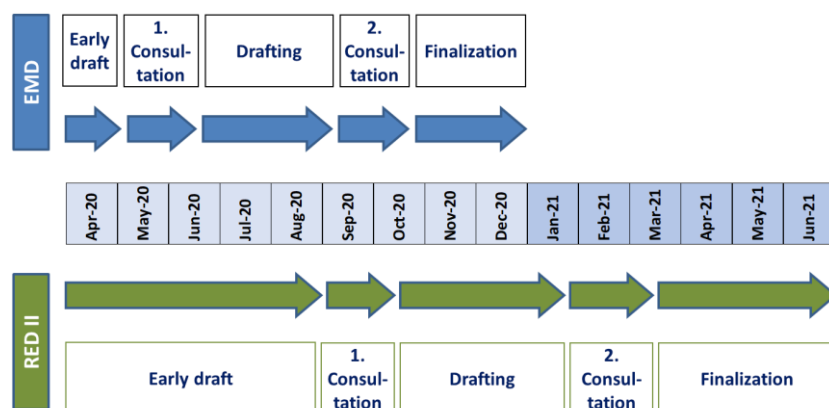 EMD
Early
draft
1.
Consul-
tation
Drafting
2.
Consul-
tation
Finalization
Apr-20
May-20
Jun-20
Jul-20
Aug-20
Sep-20
Oct-20
Nov-20
Dec-20
Jan-21
Feb-21
Mar-21
Apr-21
May-21
Jun-21
RED II
Early draft
1.
Consul-
tation
Drafting
2.
Consul-
tation
Finalization